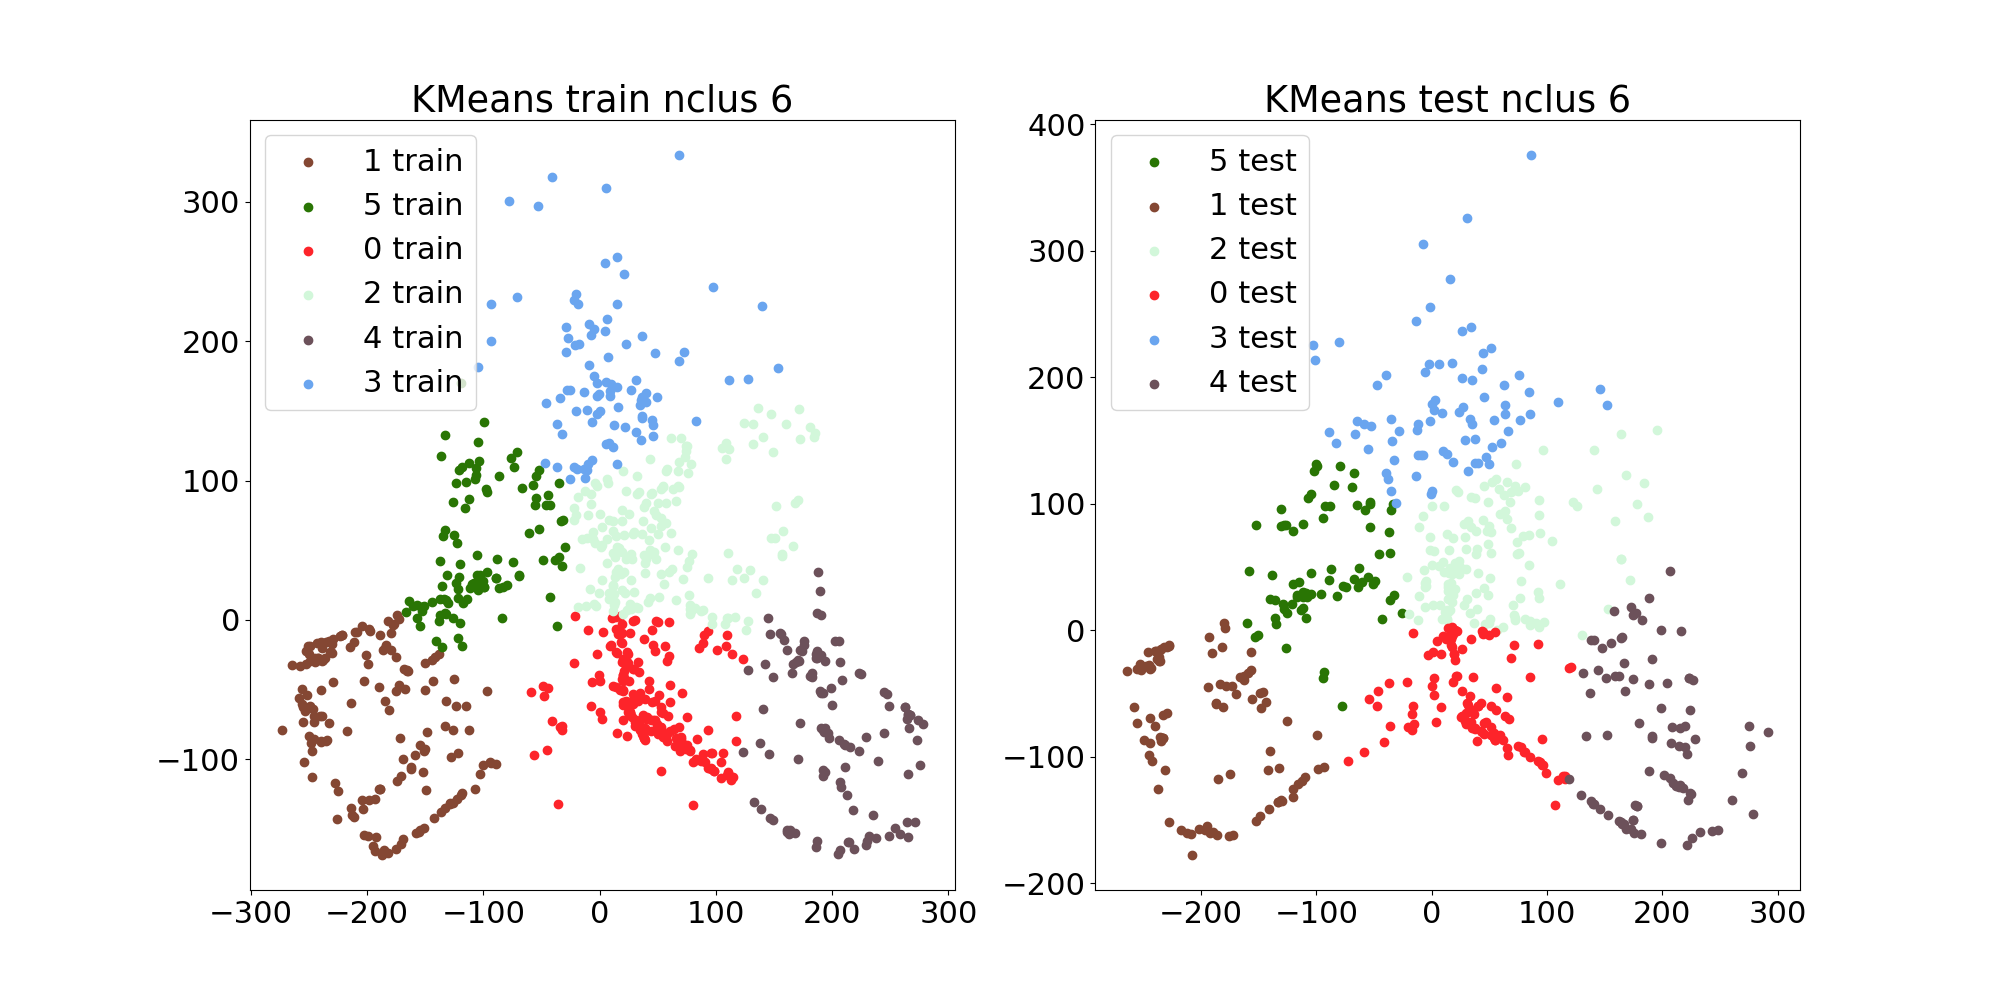 KMeans train nclus 6
1 train
5 train
0 train
2 train
4 train
3 train
300
200
100
0
−100
−300 −200 −100 0 100 200 300
KMeans test nclus 6
5 test
1 test
2 test
0 test
3 test
4 test
400
300
200
100
0
−100
−200
−200 −100 0 100 200 300